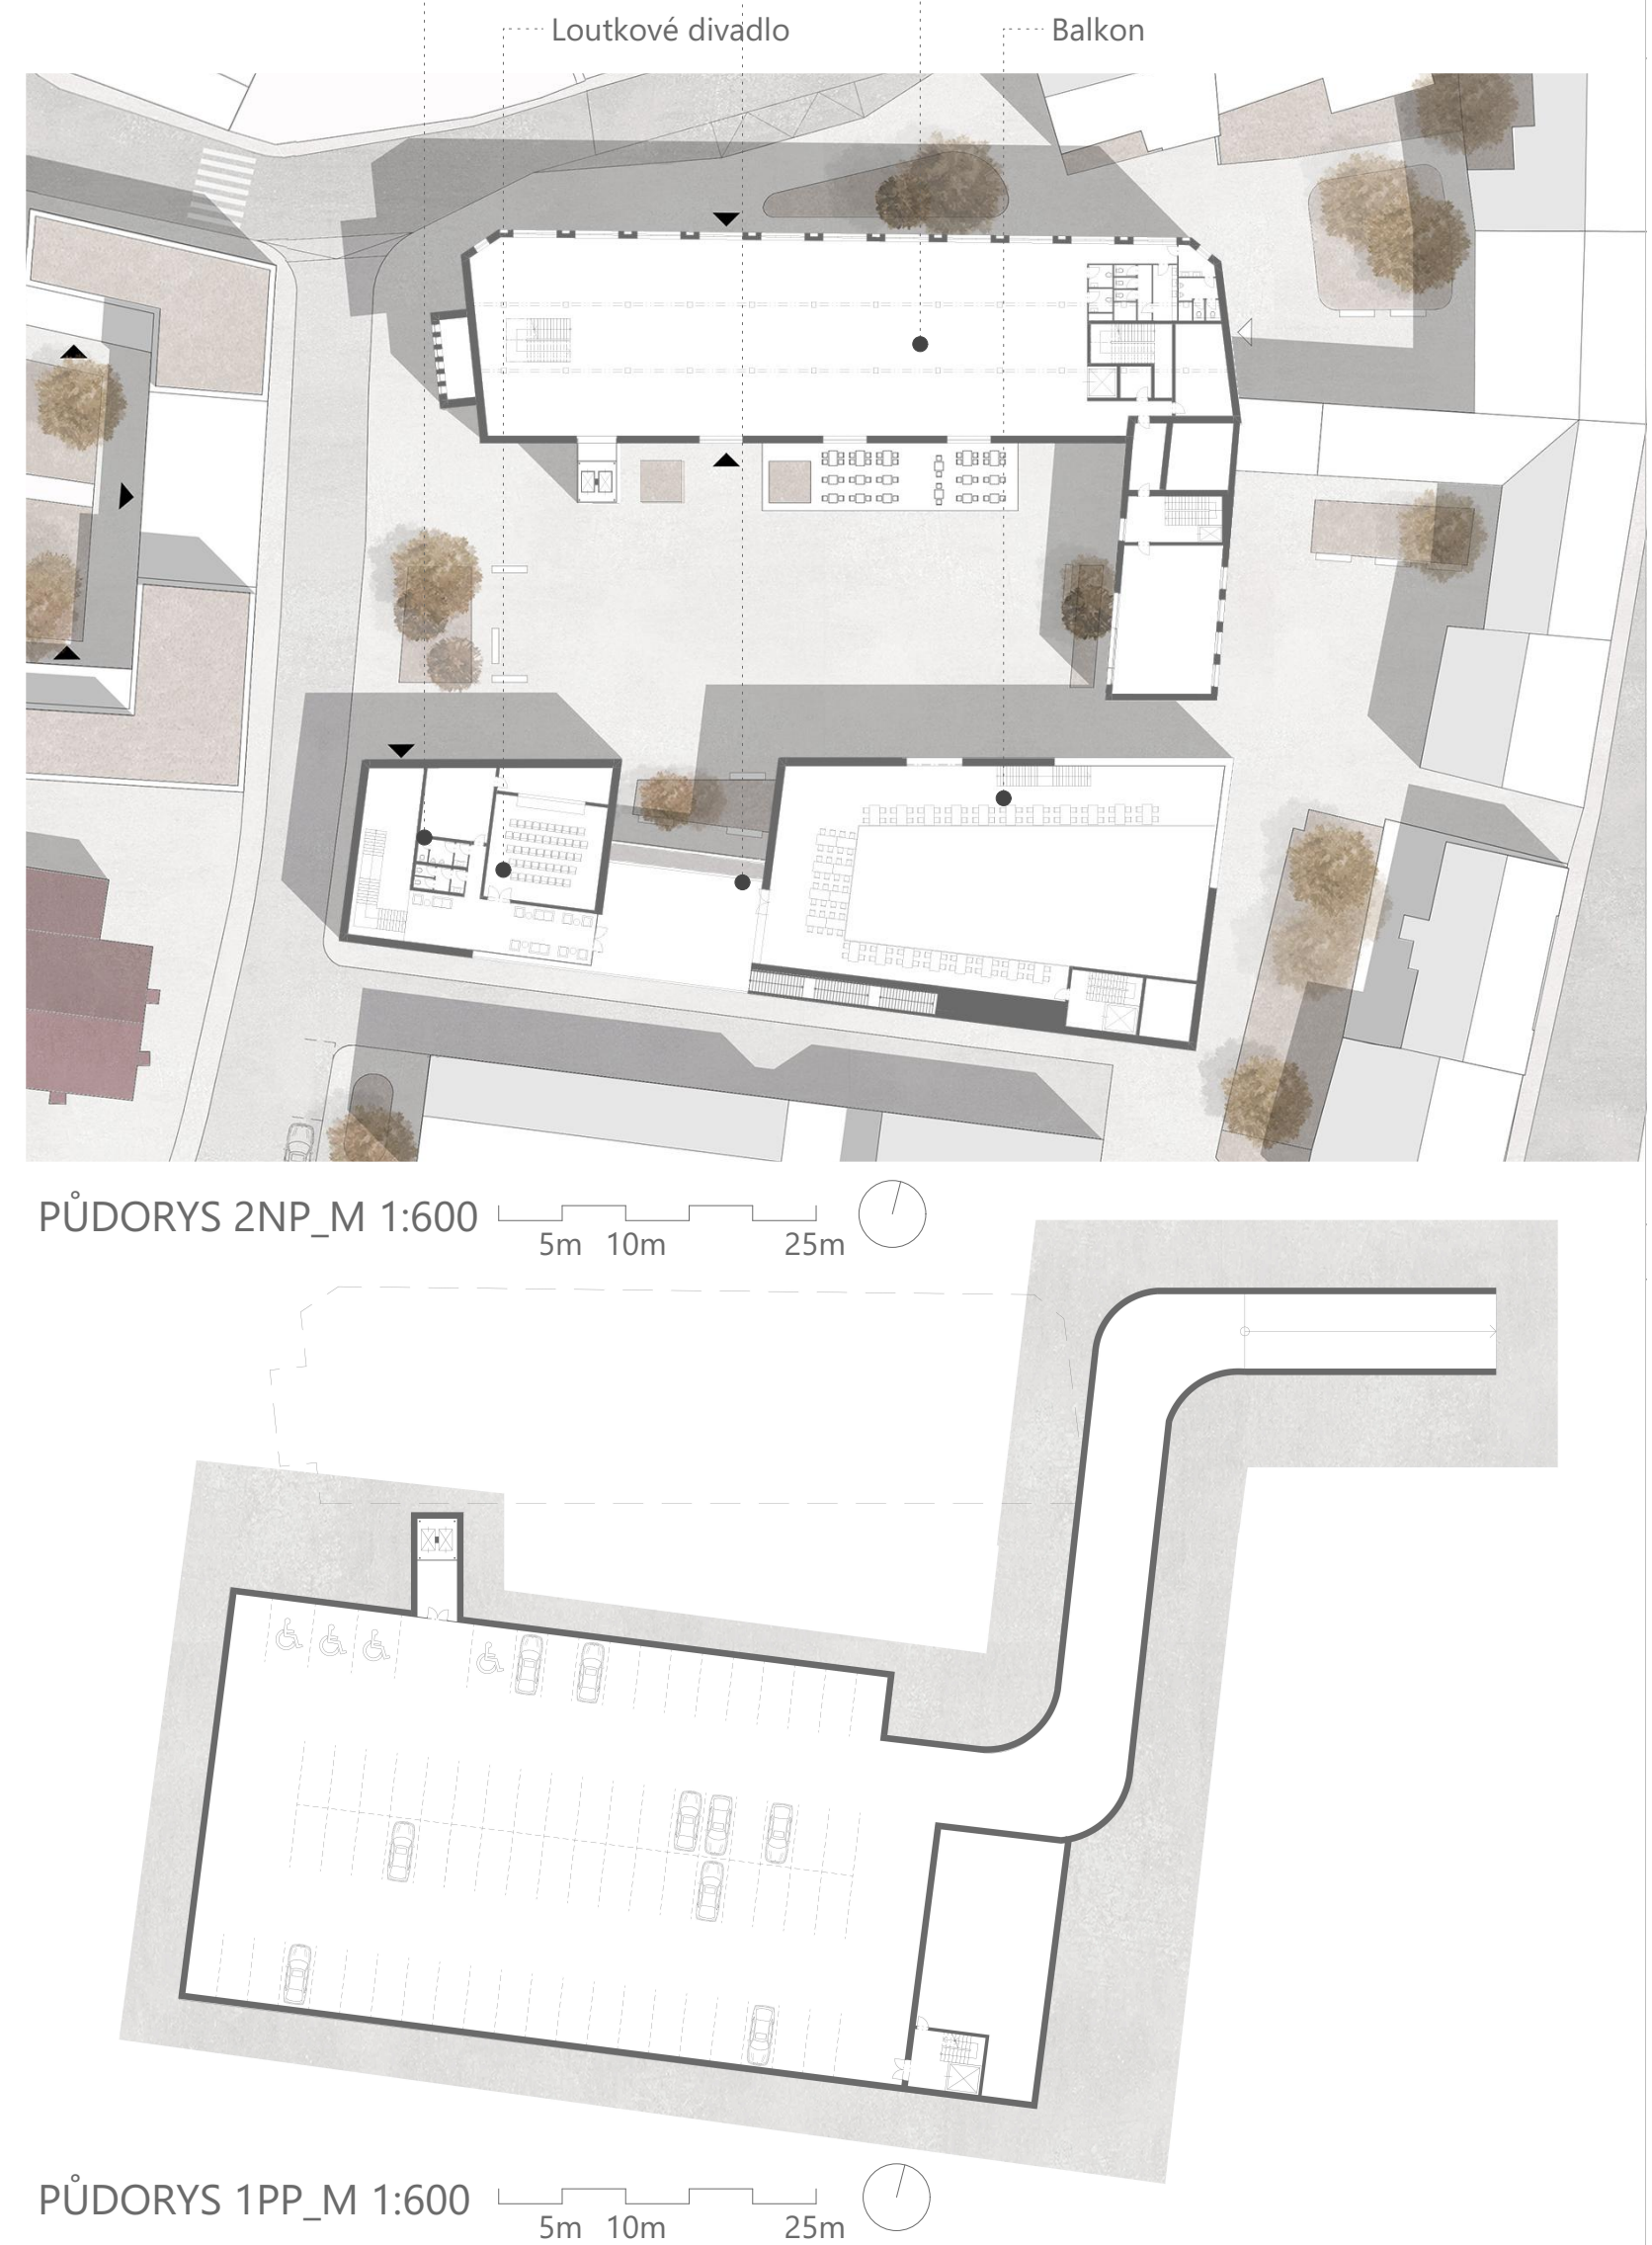 Loutkové divadlo
Balkon
PŮDORYS 2NP_M 1:600
5m 10m 25m
PŮDORYS 1PP_M 1:600
5m 10m 25m